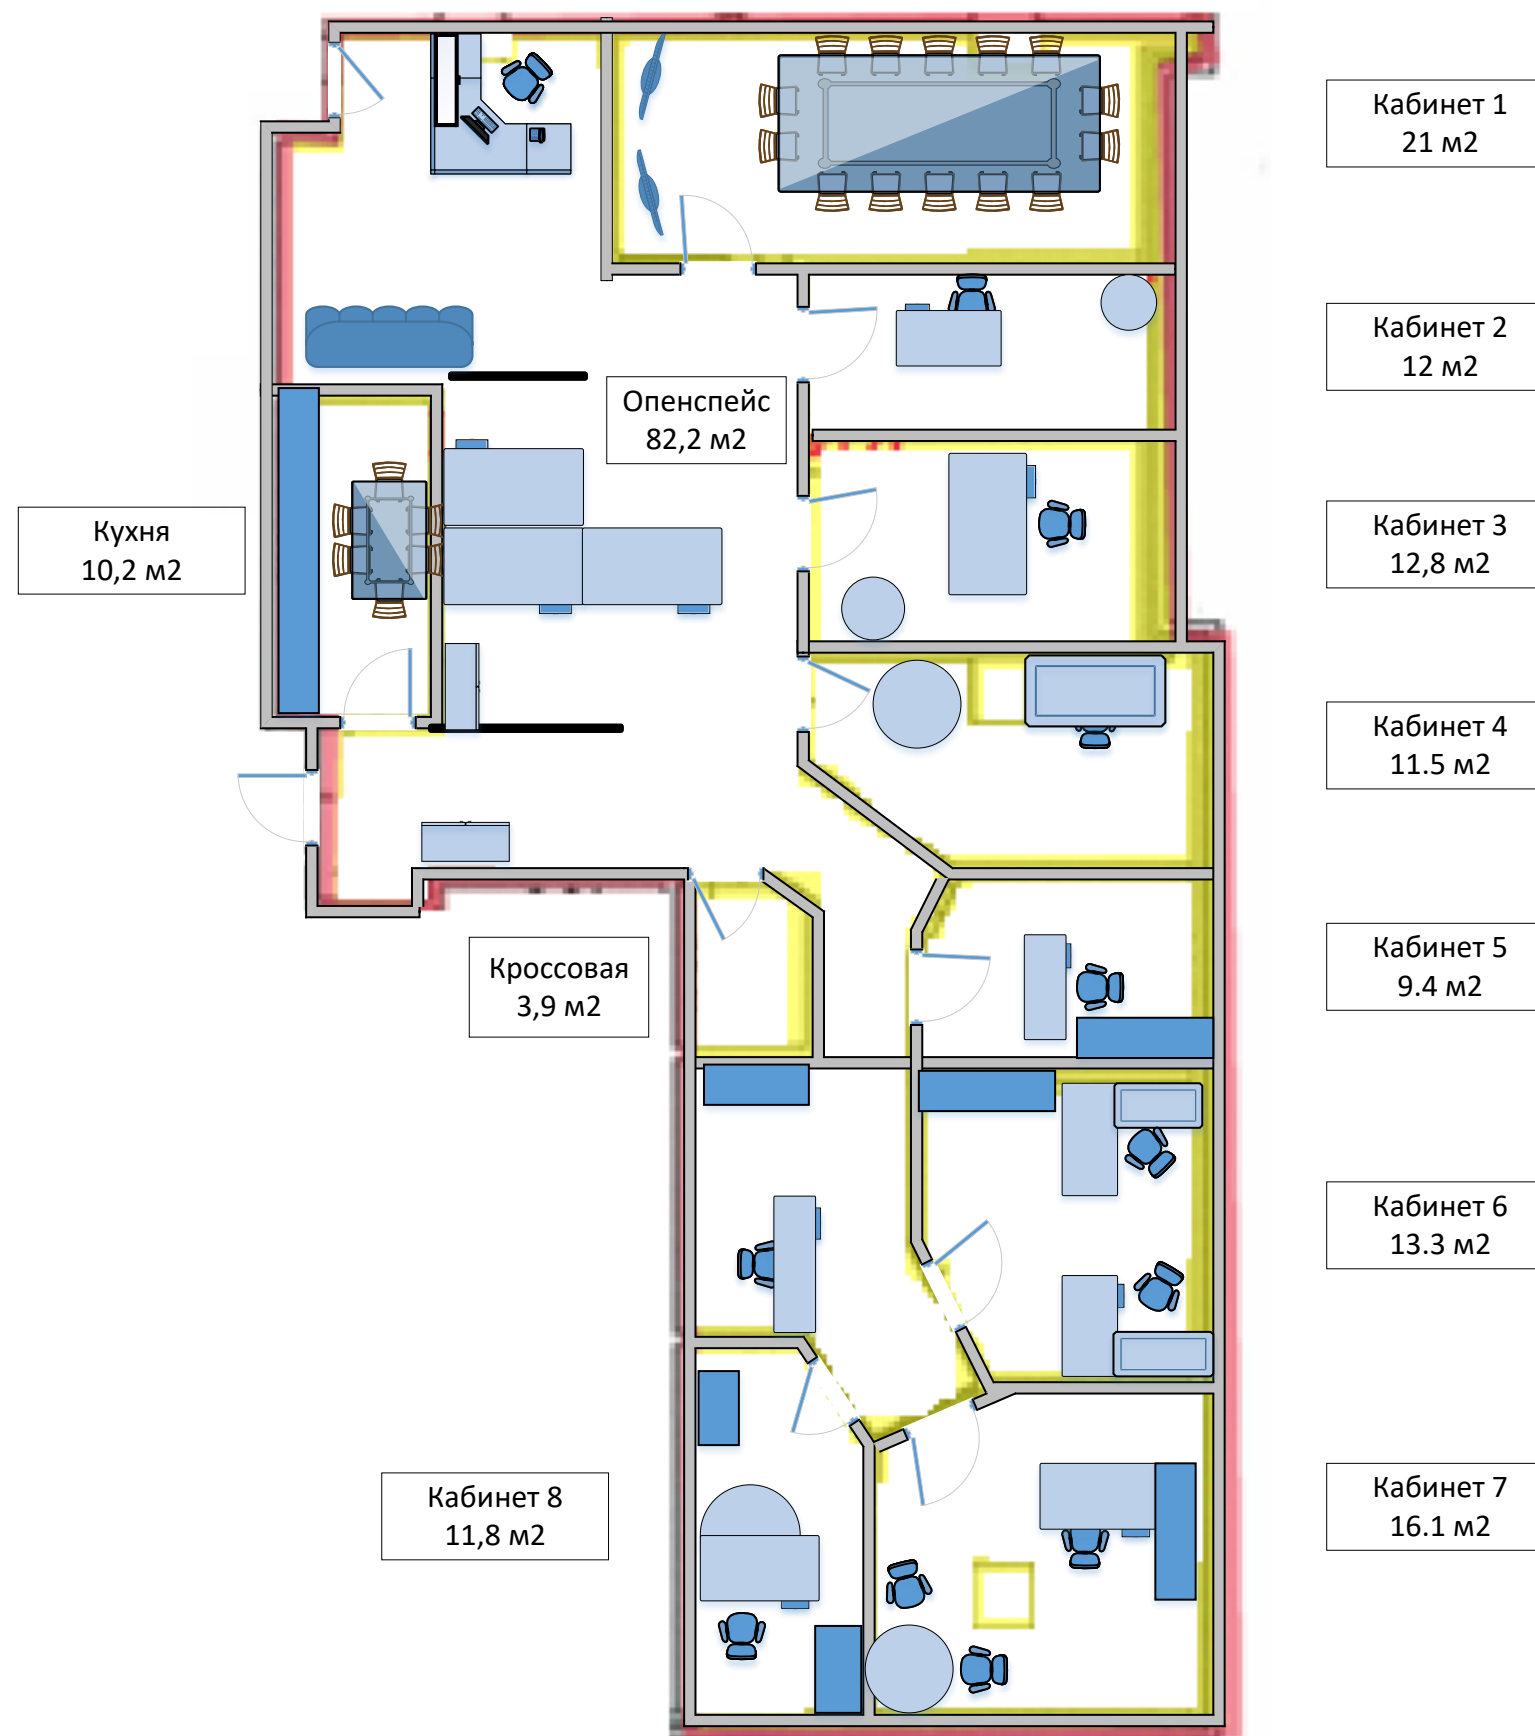 Кабинет 1
21 м2
Кабинет 2
12 м2
Опенспейс
82,2 м2
Кухня
10,2 м2
Кабинет 3
12,8 м2
Кабинет 4
11.5 м2
Кроссовая
3,9 м2
Кабинет 5
9.4 м2
Кабинет 6
13.3 м2
Кабинет 8
11,8 м2
Кабинет 7
16.1 м2